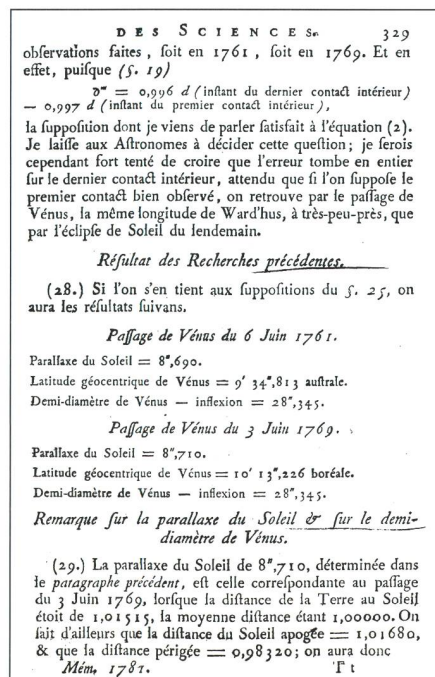 DES SCIENCES. 329
obſervations faites, ſoit en 1761, ſoit en 1769. Et en
effet, puiſque (§. 19)
= 0,996 d (inſtant du dernier contact intérieur)
— 0,997 d (inſtant du premier contact intérieur),
la ſuppoſition dont je viens de parler ſatisfait à l'équation (2).
Je laiſſe aux Aſtronomes à décider cette queſtion; je ſerois
cependant fort tenté de croire que l'erreur tombe en entier
ſur le dernier contact intérieur, attendu que ſi l'on ſuppoſe le
premier contact bien obſervé, on retrouve par le paſſage de
Vénus, la même longitude de Ward'hus, à très-peu-près, que
par l'éclipſe de Soleil du lendemain.
Réſultat des Recherches précédentes.
(28.) Si l'on s'en tient aux ſuppoſitions du §. 25, on
aura les réſultats ſuivans.
Paſſage de Vénus du 6 Juin 1761.
Parallaxe du Soleil = 8",690.
Latitude géocentrique de Vénus = 9' 34",813 auſtrale.
Demi-diamètre de Vénus — inflexion = 28",345.
Paſſage de Vénus du 3 Juin 1769.
Parallaxe du Soleil = 8",710.
Latitude géocentrique de Vénus = 10' 13",226 boréale.
Demi-diamètre de Vénus — inflexion = 28",345.
Remarque ſur la parallaxe du Soleil & ſur le demi-
diamètre de Vénus.
(29.) La parallaxe du Soleil de 8",710, déterminée dans
le paragraphe précédent, eſt celle correſpondante au paſſage
du 3 Juin 1769, lorſque la diſtance de la Terre au Soleil
étoit de 1,01515, la moyenne diſtance étant 1,00000. On
ſait d'ailleurs que la diſtance du Soleil apogée = 1,01680,
& que la diſtance périgée = 0,98320; on aura donc
Mém. 1781. T t